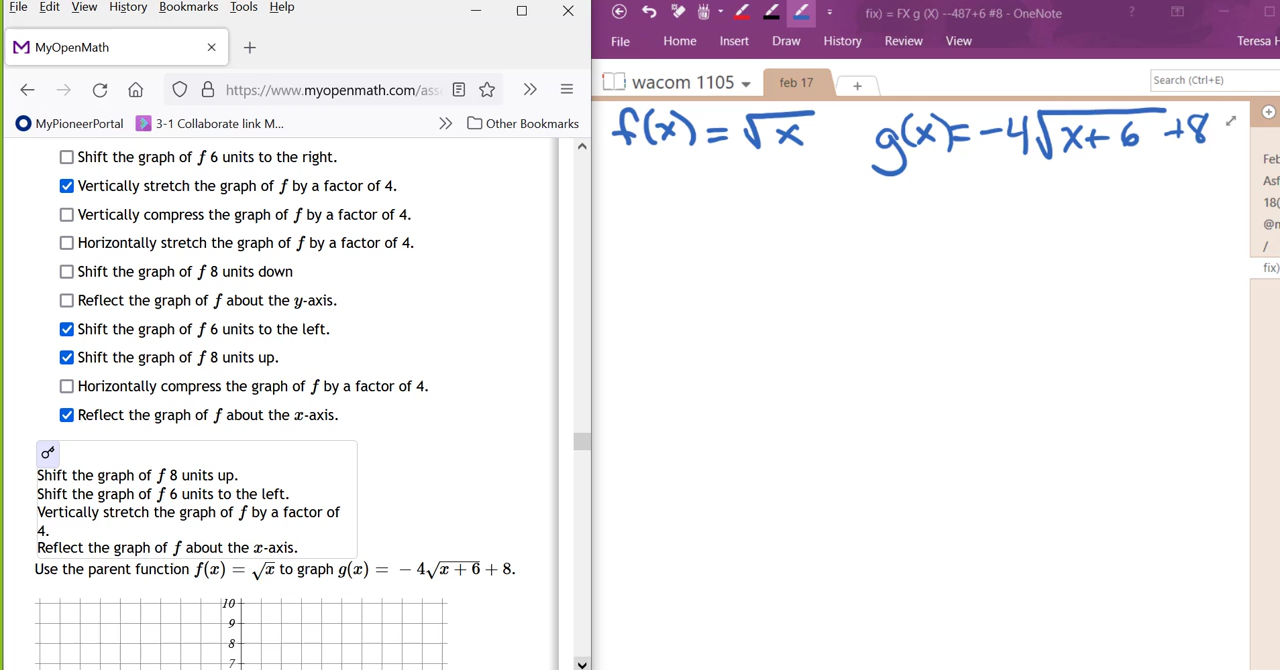 File Edit View History Bookmarks Tools Help
MyOpenMath
https://www.myopenmath.com/ass
MyPioneerPortal 3-1 Collaborate link M... Other Bookmarks
Shift the graph of f 6 units to the right.
Vertically stretch the graph of f by a factor of 4.
Vertically compress the graph of f by a factor of 4.
Horizontally stretch the graph of f by a factor of 4.
Shift the graph of f 8 units down
Reflect the graph of f about the y-axis.
Shift the graph of f 6 units to the left.
Shift the graph of f 8 units up.
Horizontally compress the graph of f by a factor of 4.
Reflect the graph of f about the x-axis.
Shift the graph of f 8 units up.
Shift the graph of f 6 units to the left.
Vertically stretch the graph of f by a factor of
4.
Reflect the graph of f about the x-axis.
Use the parent function f(x) = √x to graph g(x) = − 4√(x + 6) + 8.
10
9
8
7
fix) = FX g (X) --487+6 #8 - OneNote
File Home Insert Draw History Review View Teresa H
wacom 1105 feb 17 Search (Ctrl+E)
f(x) = √x g(x)= -4√(x+6) +8
Feb
Asf
18(
@n
/
fix)